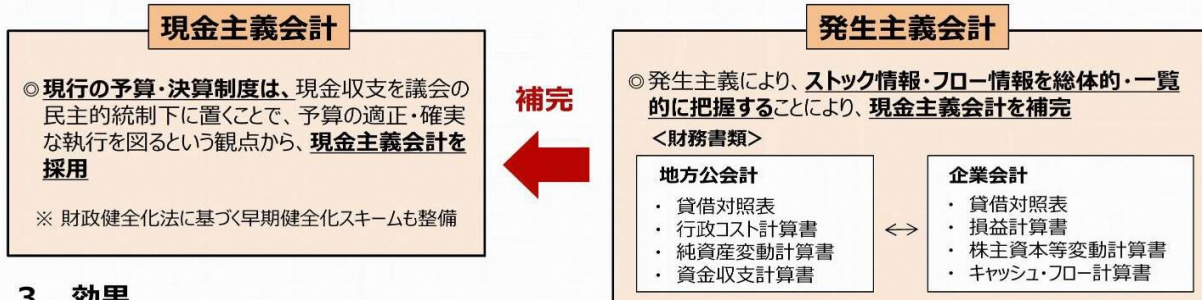 現金主義会計
◎現行の予算・決算制度は、現金収支を議会の
民主的統制下に置くことで、予算の適正・確実
な執行を図るという観点から、現金主義会計を
採用
※ 財政健全化法に基づく早期健全化スキームも整備
補完
発生主義会計
◎発生主義により、ストック情報・フロー情報を総体的・一覧
的に把握することにより、現金主義会計を補完
<財務書類>
地方公会計
・ 貸借対照表
・ 行政コスト計算書
・ 純資産変動計算書
・ 資金収支計算書
⇔
企業会計
・ 貸借対照表
・ 損益計算書
・ 株主資本等変動計算書
・ キャッシュ・フロー計算書
3. 効果